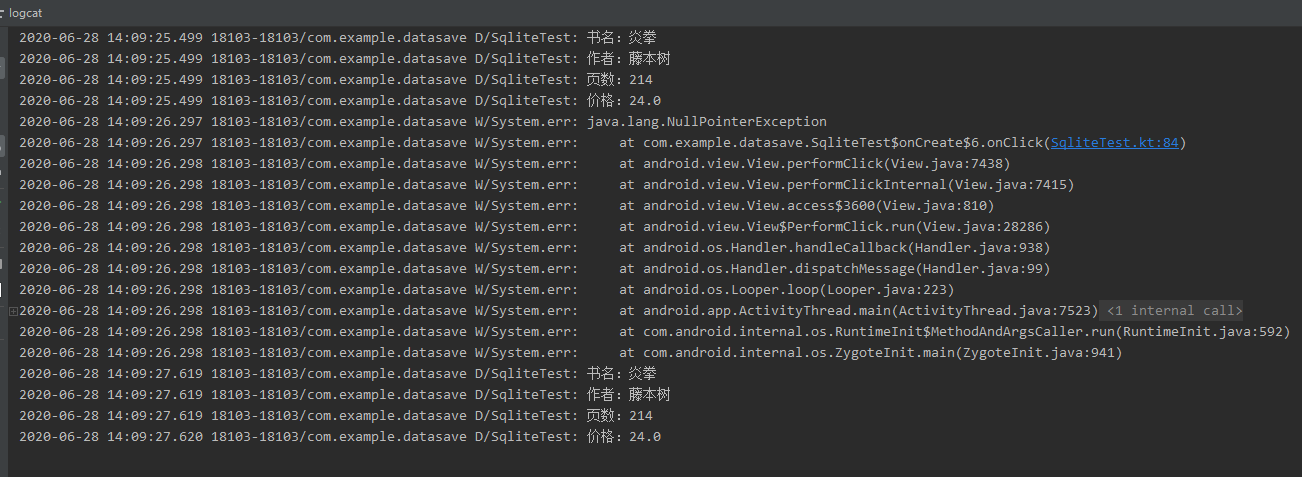 logcat
2020-06-28 14:09:25.499 18103-18103/com.example.datasave D/SqliteTest: 书名：炎拳
2020-06-28 14:09:25.499 18103-18103/com.example.datasave D/SqliteTest: 作者：藤本树
2020-06-28 14:09:25.499 18103-18103/com.example.datasave D/SqliteTest: 页数：214
2020-06-28 14:09:25.499 18103-18103/com.example.datasave D/SqliteTest: 价格：24.0
2020-06-28 14:09:26.297 18103-18103/com.example.datasave W/System.err: java.lang.NullPointerException
2020-06-28 14:09:26.297 18103-18103/com.example.datasave W/System.err:     at com.example.datasave.SqliteTest$onCreate$6.onClick(SqliteTest.kt:84)
2020-06-28 14:09:26.298 18103-18103/com.example.datasave W/System.err:     at android.view.View.performClick(View.java:7438)
2020-06-28 14:09:26.298 18103-18103/com.example.datasave W/System.err:     at android.view.View.performClickInternal(View.java:7415)
2020-06-28 14:09:26.298 18103-18103/com.example.datasave W/System.err:     at android.view.View.access$3600(View.java:810)
2020-06-28 14:09:26.298 18103-18103/com.example.datasave W/System.err:     at android.view.View$PerformClick.run(View.java:28286)
2020-06-28 14:09:26.298 18103-18103/com.example.datasave W/System.err:     at android.os.Handler.handleCallback(Handler.java:938)
2020-06-28 14:09:26.298 18103-18103/com.example.datasave W/System.err:     at android.os.Handler.dispatchMessage(Handler.java:99)
2020-06-28 14:09:26.298 18103-18103/com.example.datasave W/System.err:     at android.os.Looper.loop(Looper.java:223)
2020-06-28 14:09:26.298 18103-18103/com.example.datasave W/System.err:     at android.app.ActivityThread.main(ActivityThread.java:7523) <1 internal call>
2020-06-28 14:09:26.298 18103-18103/com.example.datasave W/System.err:     at com.android.internal.os.RuntimeInit$MethodAndArgsCaller.run(RuntimeInit.java:592)
2020-06-28 14:09:26.298 18103-18103/com.example.datasave W/System.err:     at com.android.internal.os.ZygoteInit.main(ZygoteInit.java:941)
2020-06-28 14:09:27.619 18103-18103/com.example.datasave D/SqliteTest: 书名：炎拳
2020-06-28 14:09:27.619 18103-18103/com.example.datasave D/SqliteTest: 作者：藤本树
2020-06-28 14:09:27.619 18103-18103/com.example.datasave D/SqliteTest: 页数：214
2020-06-28 14:09:27.620 18103-18103/com.example.datasave D/SqliteTest: 价格：24.0